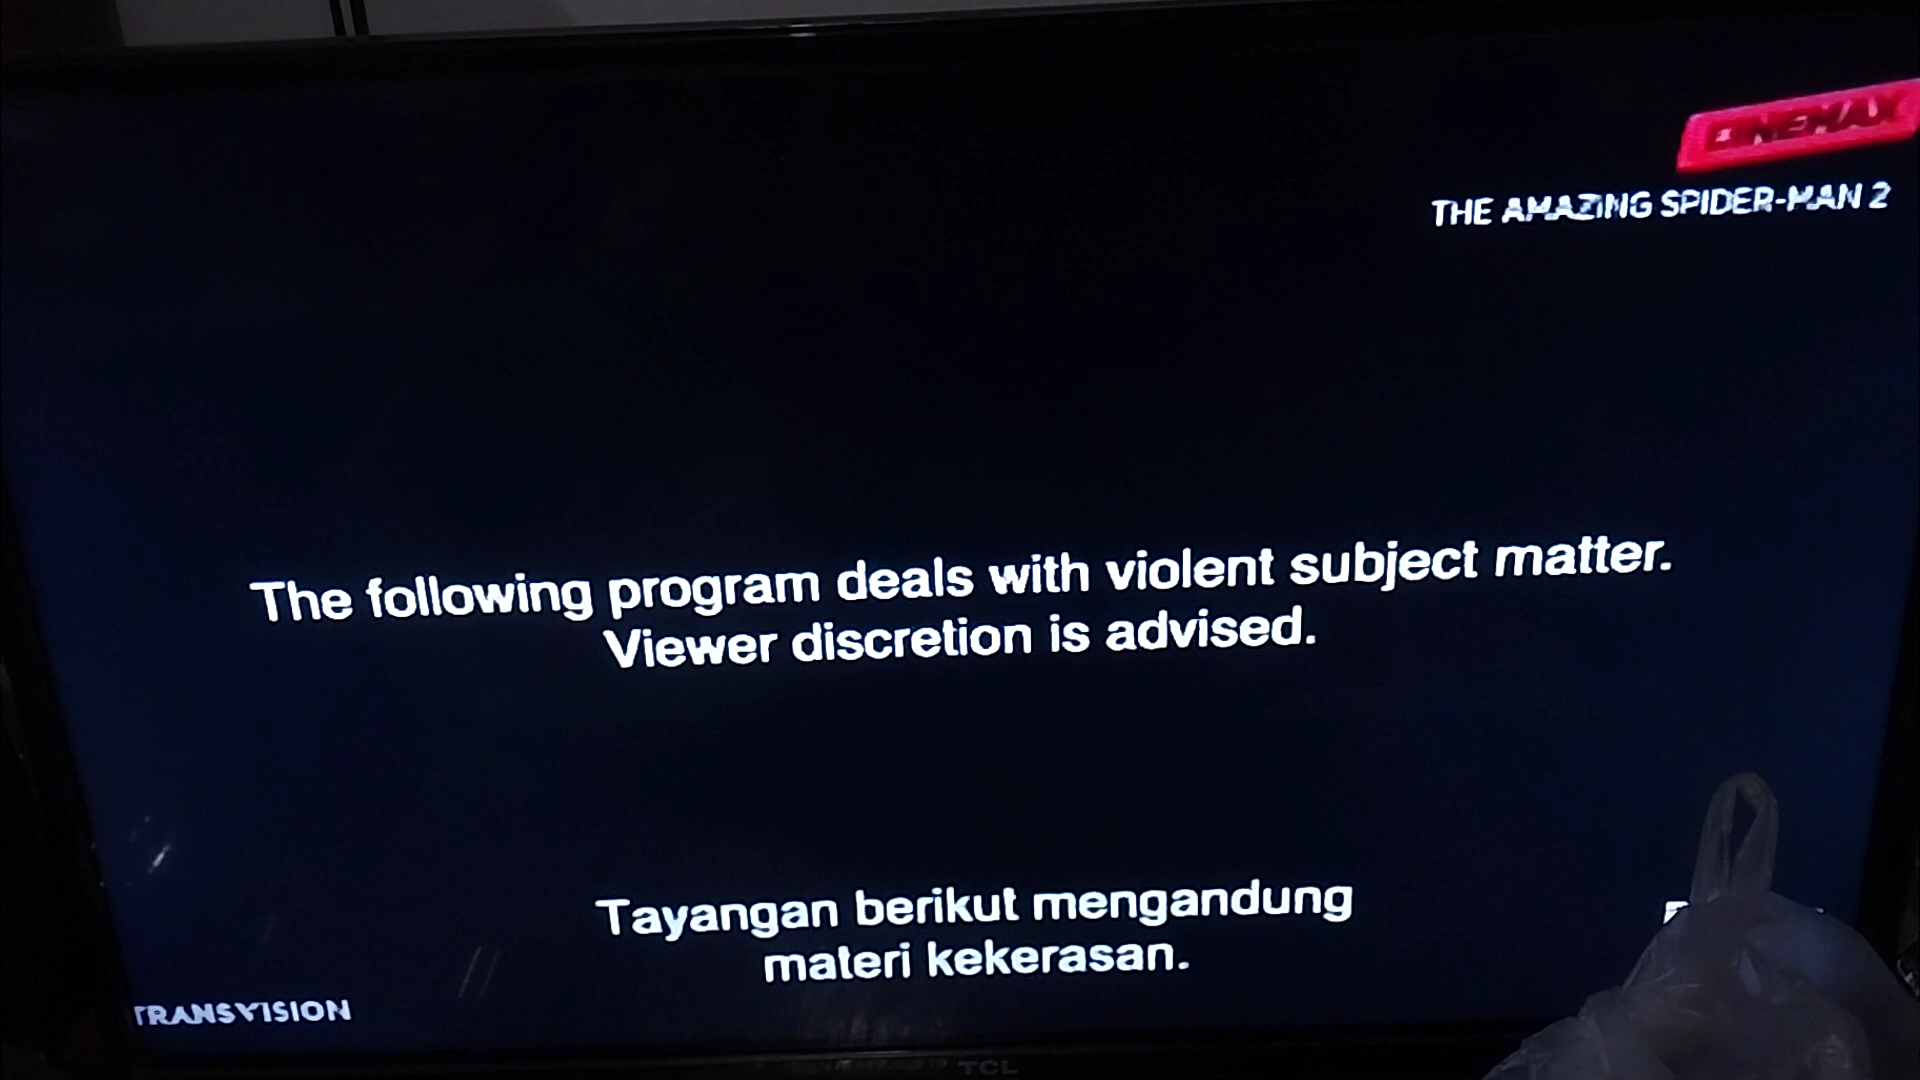 CINEMAX
THE AMAZING SPIDER-MAN 2
The following program deals with violent subject matter.
Viewer discretion is advised.
Tayangan berikut mengandung
materi kekerasan.
TRANSVISION
TCL